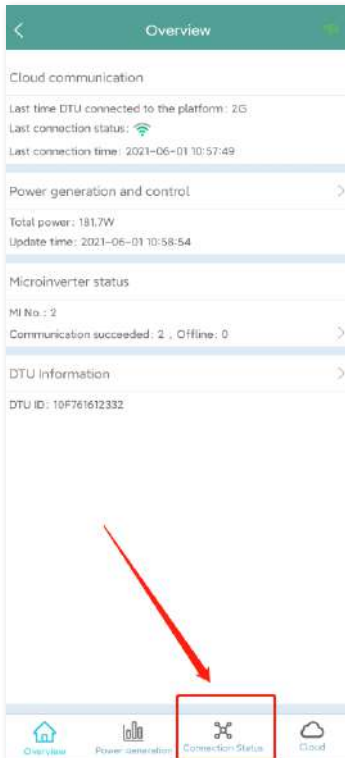 Overview
Cloud communication
Last time DTU connected to the platform: 2G
Last connection status:
Last connection time: 2021-06-01 10:57:49
Power generation and control
Total power: 181.7W
Update time: 2021-06-01 10:58:54
Microinverter status
MI No.: 2
Communication succeeded: 2 , Offline: 0
DTU Information
DTU ID: 10F761612332
Overview
Power generation
Connection Status
Cloud